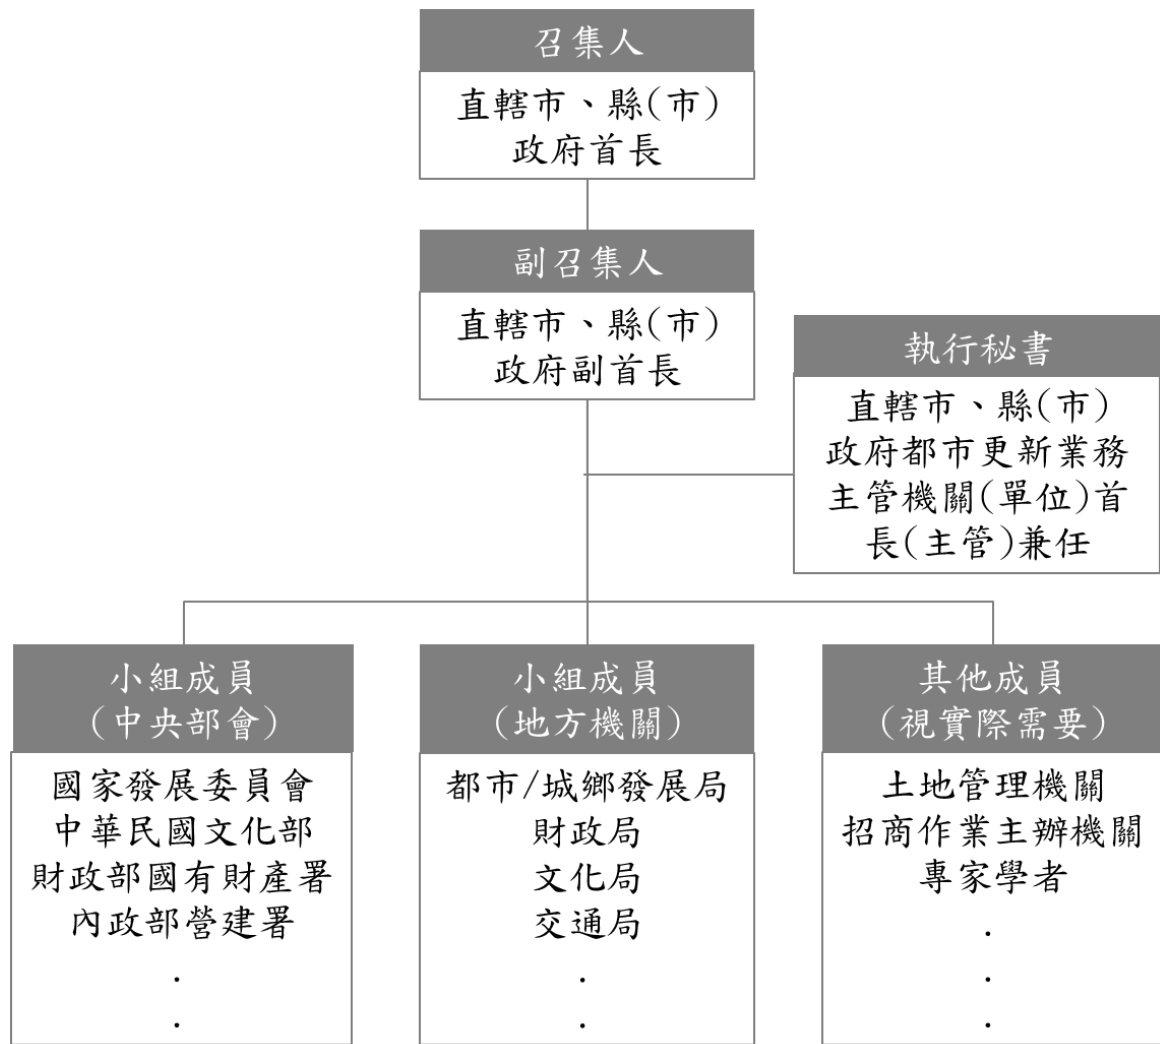 召集人
直轄市、縣(市)
政府首長
副召集人
直轄市、縣(市)
政府副首長
執行秘書
直轄市、縣(市)
政府都市更新業務
主管機關(單位)首
長(主管)兼任
小組成員
(中央部會)
國家發展委員會
中華民國文化部
財政部國有財產署
內政部營建署
.
.
小組成員
(地方機關)
都市/城鄉發展局
財政局
文化局
交通局
.
.
其他成員
(視實際需要)
土地管理機關
招商作業主辦機關
專家學者
.
.
.